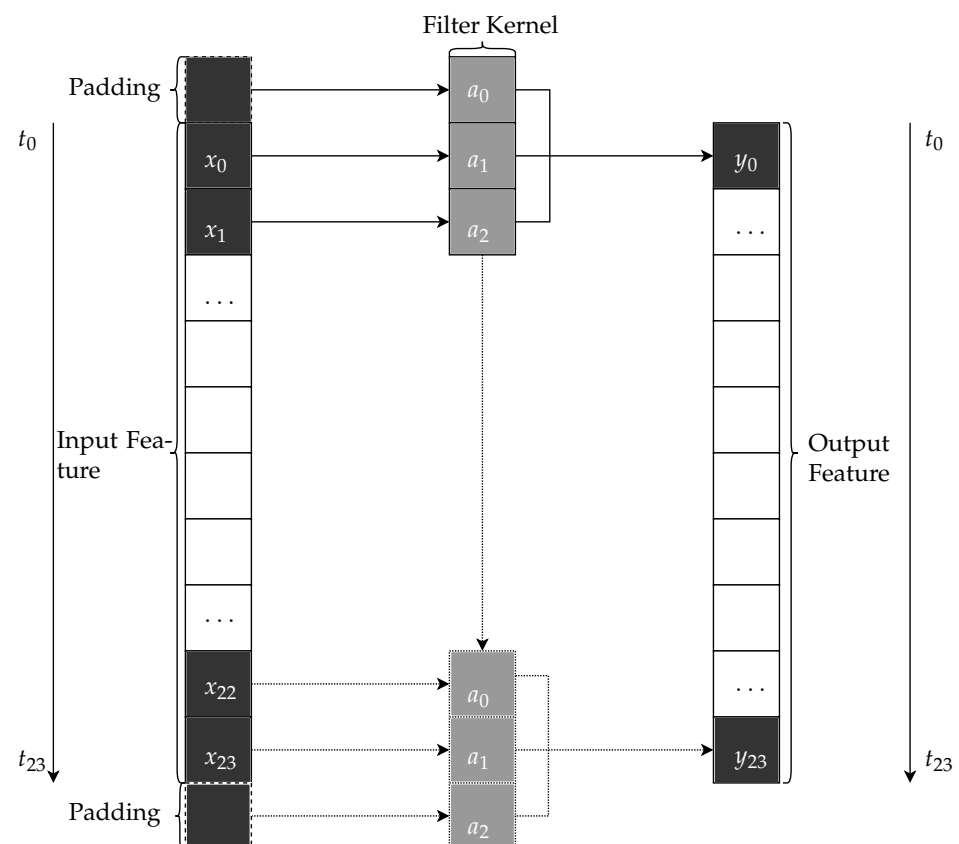 Filter Kernel
Padding
a0
t0
x0
a1
y0
t0
x1
a2
...
...
Input Fea-
ture
Output
Feature
...
x22
a0
...
t23
x23
a1
y23
t23
Padding
a2